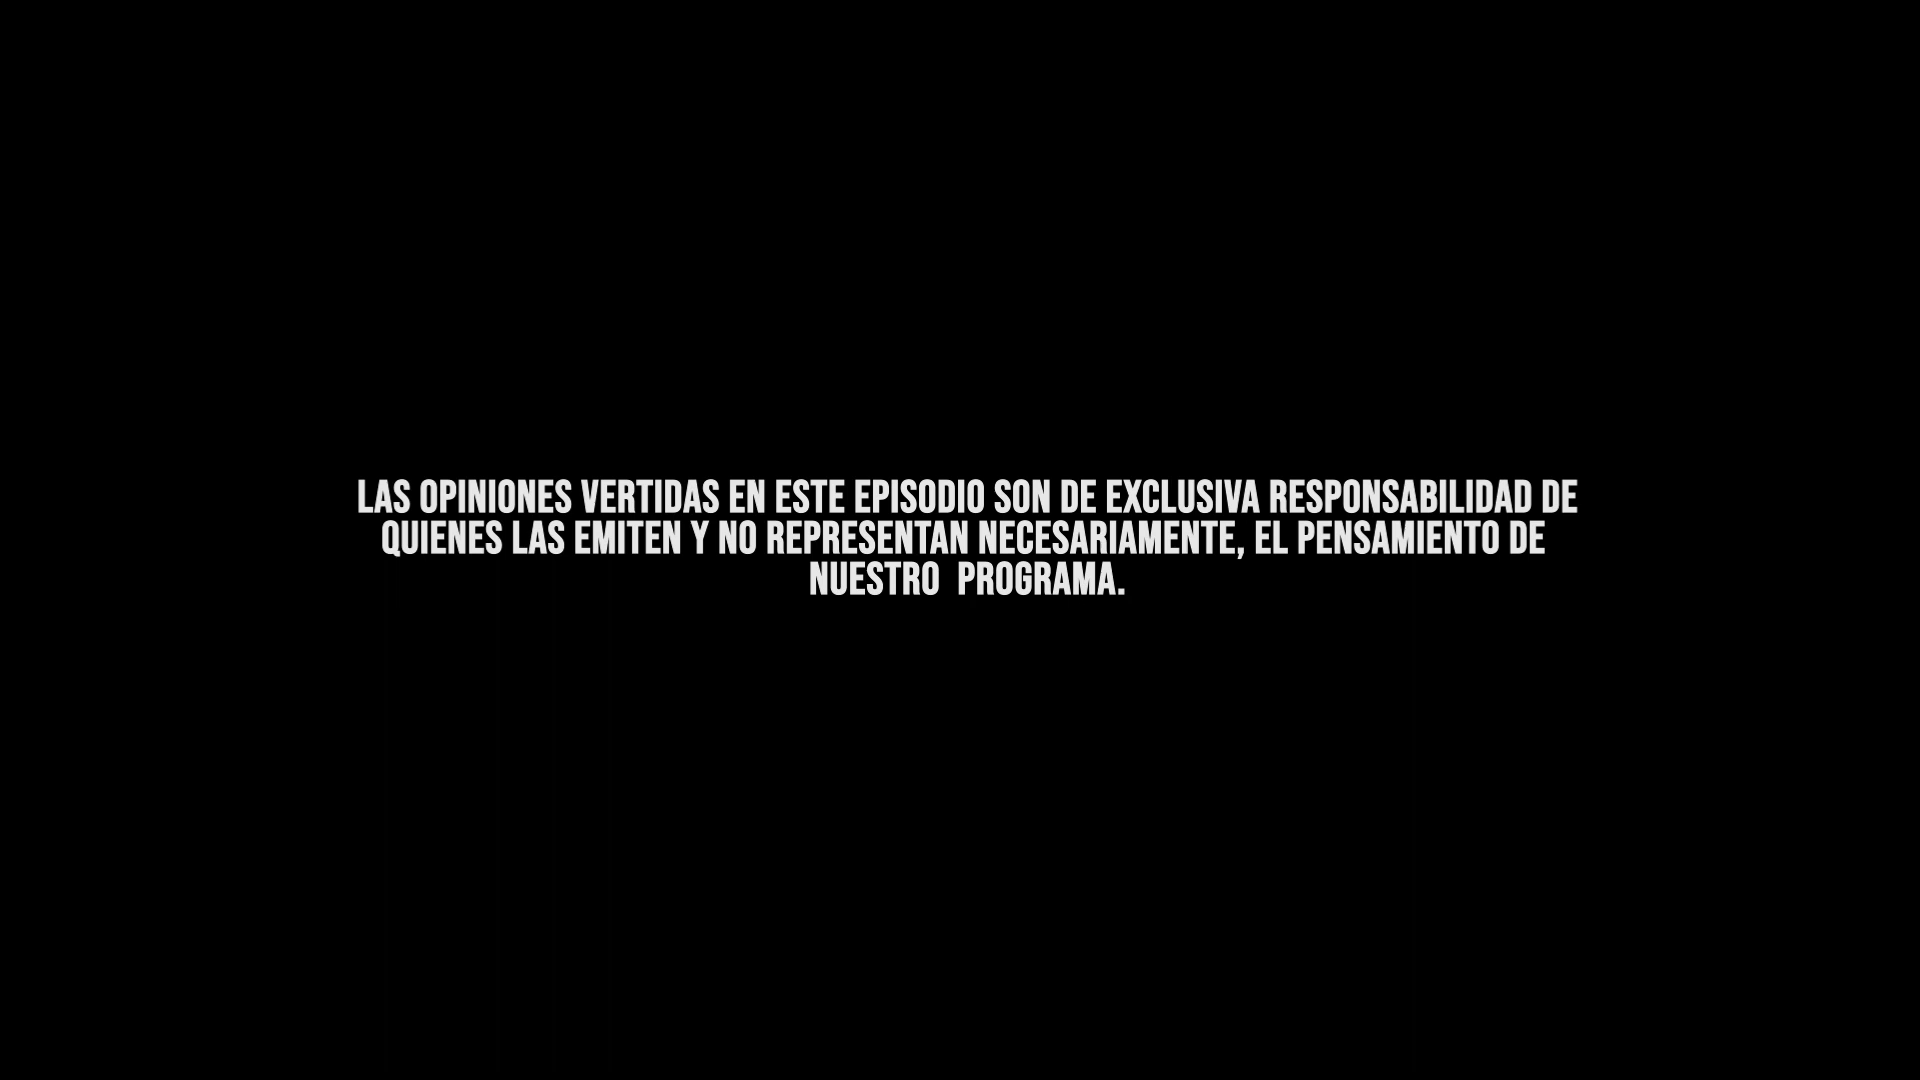 LAS OPINIONES VERTIDAS EN ESTE EPISODIO SON DE EXCLUSIVA RESPONSABILIDAD DE
QUIENES LAS EMITEN Y NO REPRESENTAN NECESARIAMENTE, EL PENSAMIENTO DE
NUESTRO  PROGRAMA.